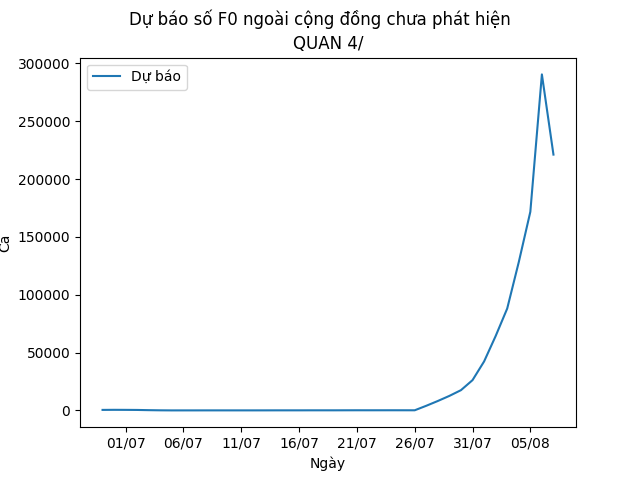 Dự báo số F0 ngoài cộng đồng chưa phát hiện
QUAN 4/
Dự báo
300000
250000
200000
150000
100000
50000
0
Ca
01/07 06/07 11/07 16/07 21/07 26/07 31/07 05/08
Ngày